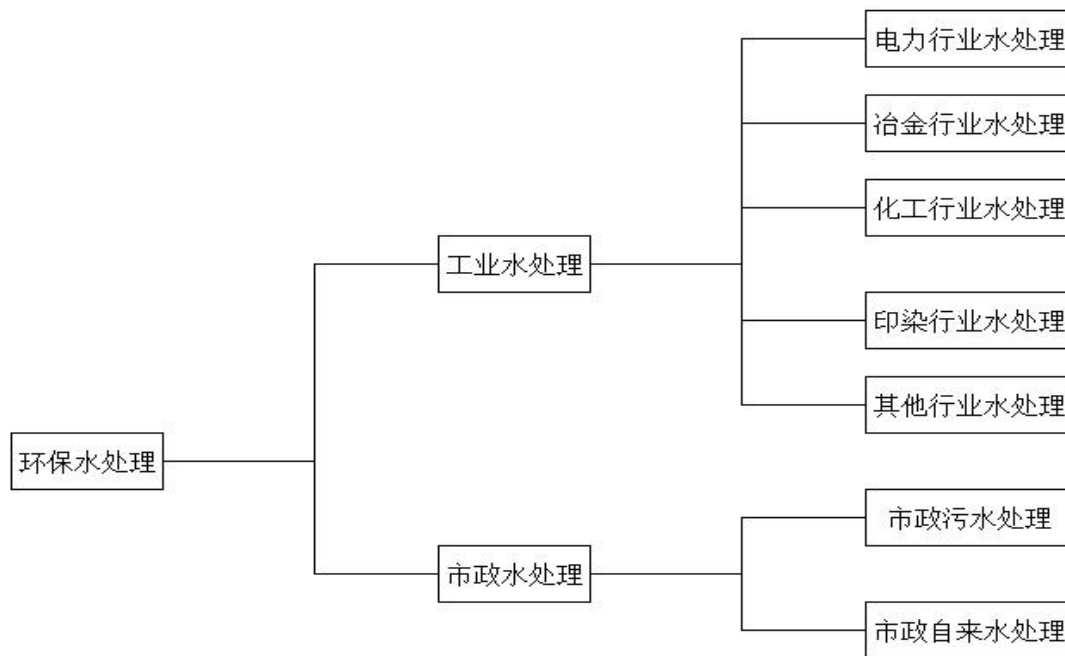 电力行业水处理
冶金行业水处理
化工行业水处理
工业水处理
印染行业水处理
其他行业水处理
环保水处理
市政污水处理
市政水处理
市政自来水处理